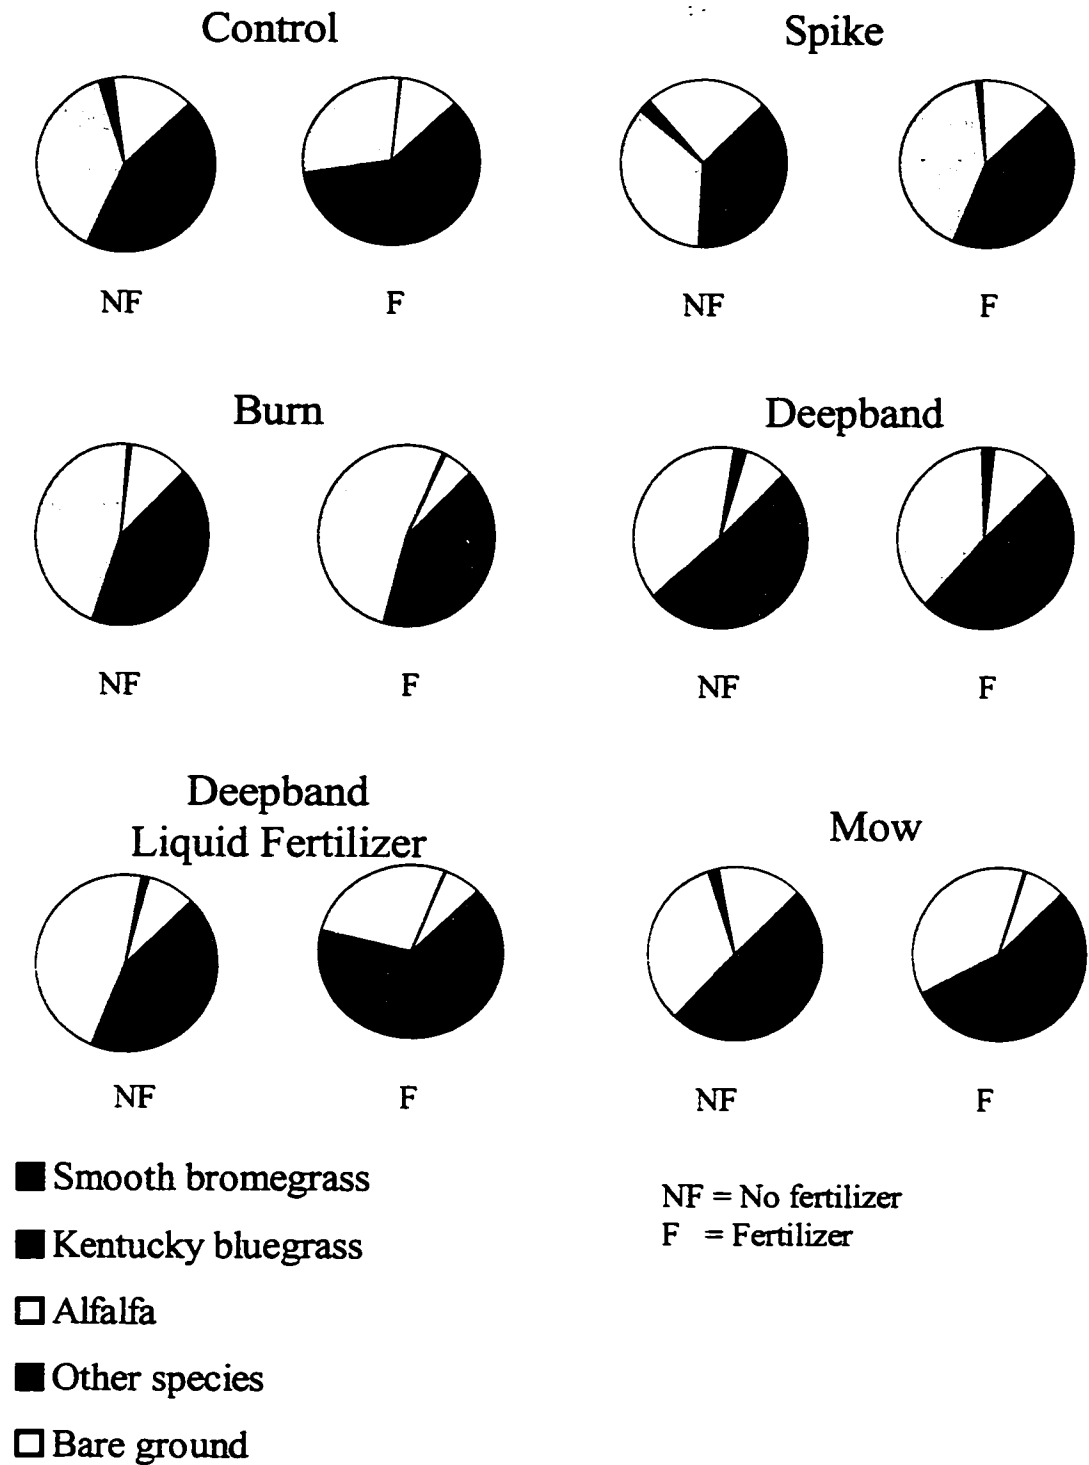 Control
Spike
NF
F
NF
F
Burn
Deepband
NF
F
NF
F
Deepband
Liquid Fertilizer
Mow
NF
F
NF
F
Smooth bromegrass
Kentucky bluegrass
Alfalfa
Other species
Bare ground
NF = No fertilizer
F = Fertilizer